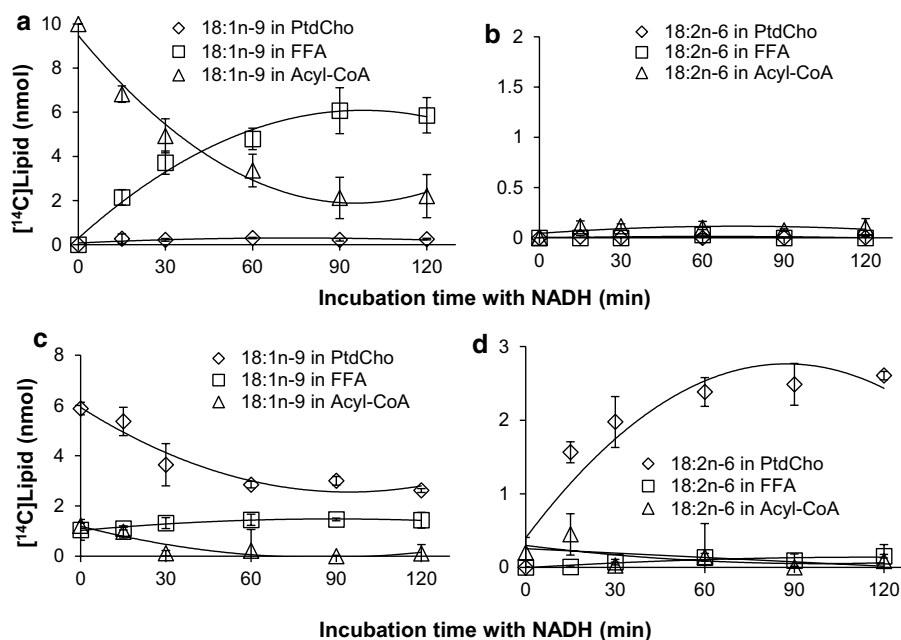 a
10
8
6
4
2
0
[¹⁴C]Lipid (nmol)
18:1n-9 in PtdCho
18:1n-9 in FFA
18:1n-9 in Acyl-CoA
0 30 60 90 120
b
2
1.5
1
0.5
0
18:2n-6 in PtdCho
18:2n-6 in FFA
18:2n-6 in Acyl-CoA
0 30 60 90 120
Incubation time with NADH (min)
c
8
6
4
2
0
[¹⁴C]Lipid (nmol)
18:1n-9 in PtdCho
18:1n-9 in FFA
18:1n-9 in Acyl-CoA
0 30 60 90 120
d
3
2
1
0
18:2n-6 in PtdCho
18:2n-6 in FFA
18:2n-6 in Acyl-CoA
0 30 60 90 120
Incubation time with NADH (min)